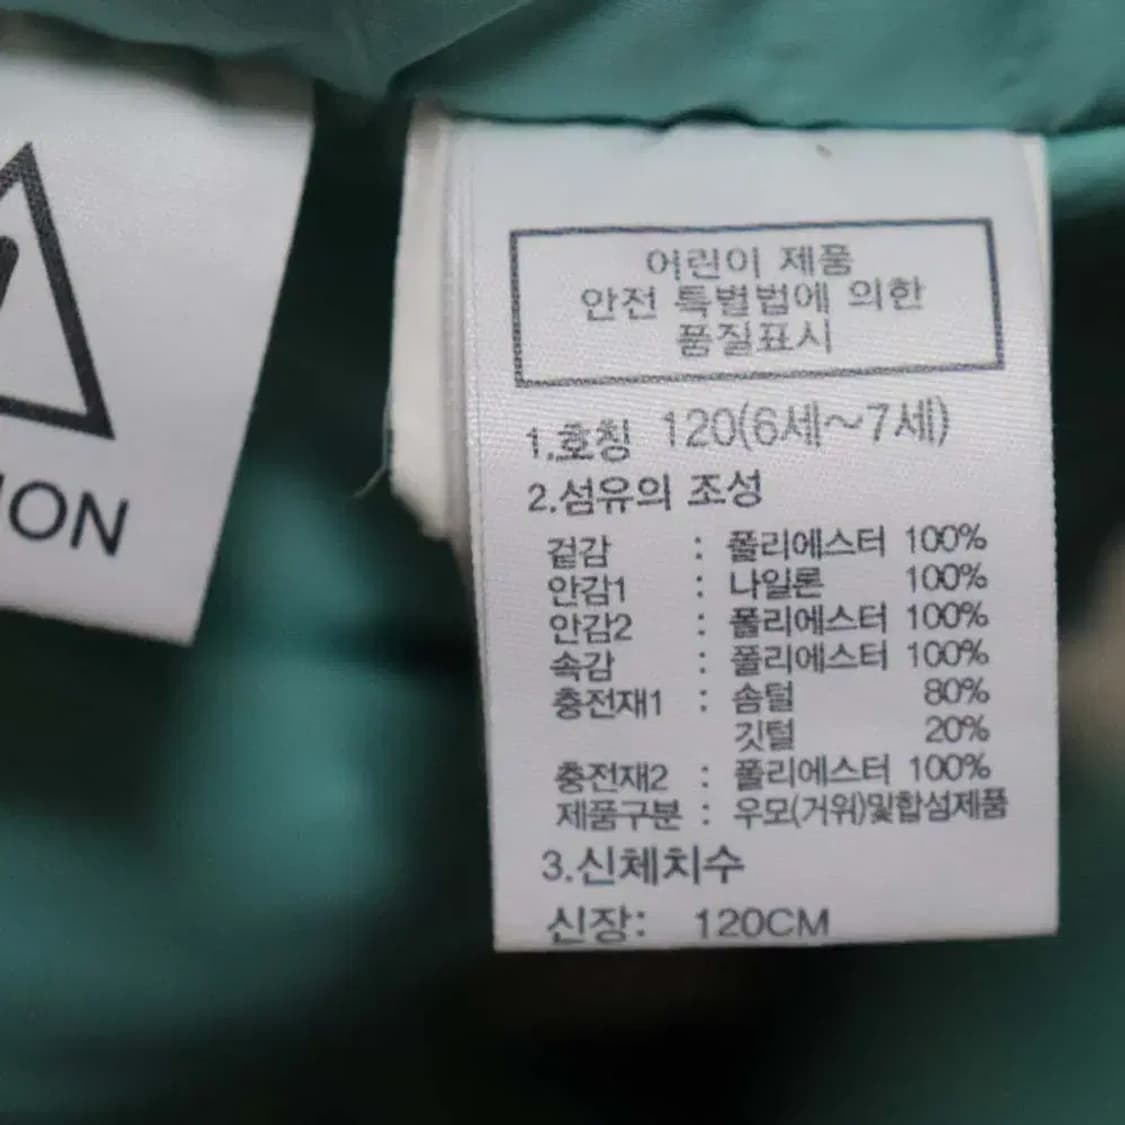 ION
어린이 제품
안전 특별법에 의한
품질표시
1.호칭 120(6세~7세)
2.섬유의 조성
겉감 : 폴리에스터 100%
안감1 : 나일론 100%
안감2 : 폴리에스터 100%
속감 : 폴리에스터 100%
충전재1 : 솜털 80%
깃털 20%
충전재2 : 폴리에스터 100%
제품구분 : 우모(거위)및합성제품
3.신체치수
신장: 120CM